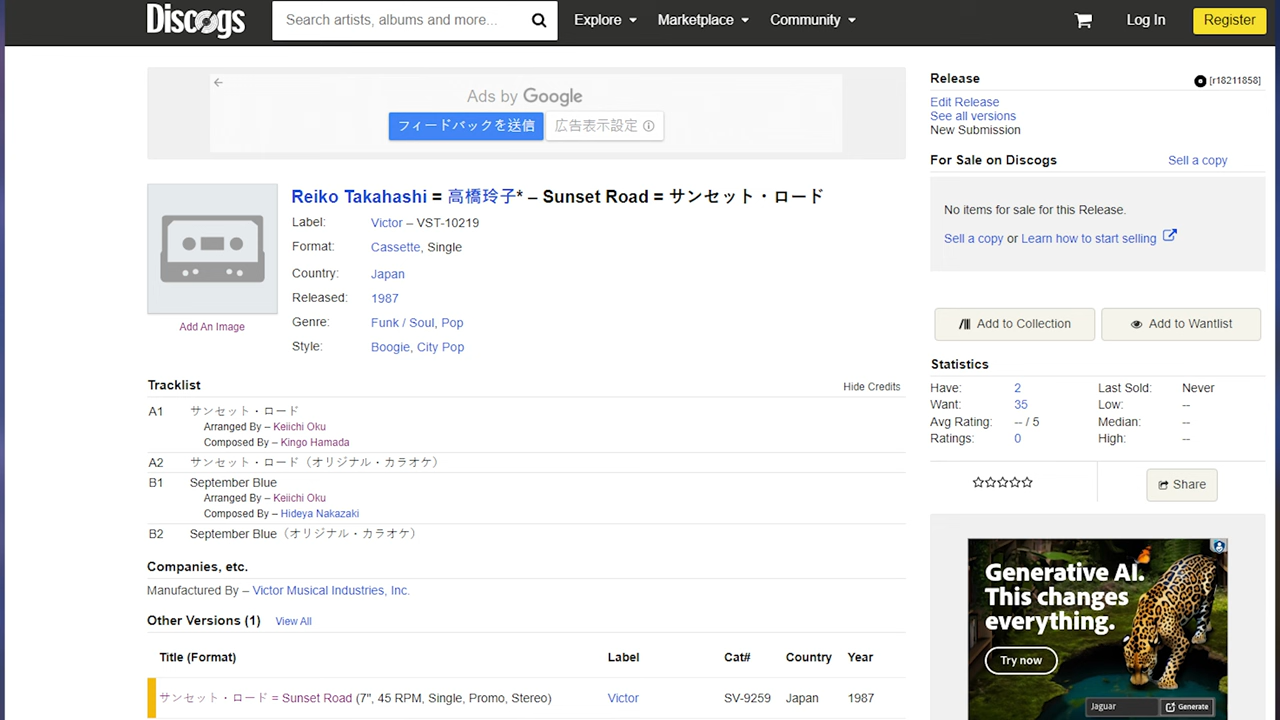 Discogs
Search artists, albums and more...
Explore
Marketplace
Community
Log In
Register
Ads by Google
フィードバックを送信
広告表示設定
Reiko Takahashi = 高橋玲子* – Sunset Road = サンセット・ロード
Label: Victor – VST-10219
Format: Cassette, Single
Country: Japan
Released: 1987
Genre: Funk / Soul, Pop
Style: Boogie, City Pop
Add An Image
Tracklist
Hide Credits
A1 サンセット・ロード
Arranged By – Keiichi Oku
Composed By – Kingo Hamada
A2 サンセット・ロード（オリジナル・カラオケ）
B1 September Blue
Arranged By – Keiichi Oku
Composed By – Hideya Nakazaki
B2 September Blue（オリジナル・カラオケ）
Companies, etc.
Manufactured By – Victor Musical Industries, Inc.
Other Versions (1) View All
Title (Format) Label Cat# Country Year
サンセット・ロード = Sunset Road (7", 45 RPM, Single, Promo, Stereo) Victor SV-9259 Japan 1987
Release
[r18211858]
Edit Release
See all versions
New Submission
For Sale on Discogs
Sell a copy
No items for sale for this Release.
Sell a copy or Learn how to start selling
Add to Collection
Add to Wantlist
Statistics
Have: 2 Last Sold: Never
Want: 35 Low: --
Avg Rating: -- / 5 Median: --
Ratings: 0 High: --
Share
Generative AI.
This changes
everything.
Try now
Jaguar
Generate